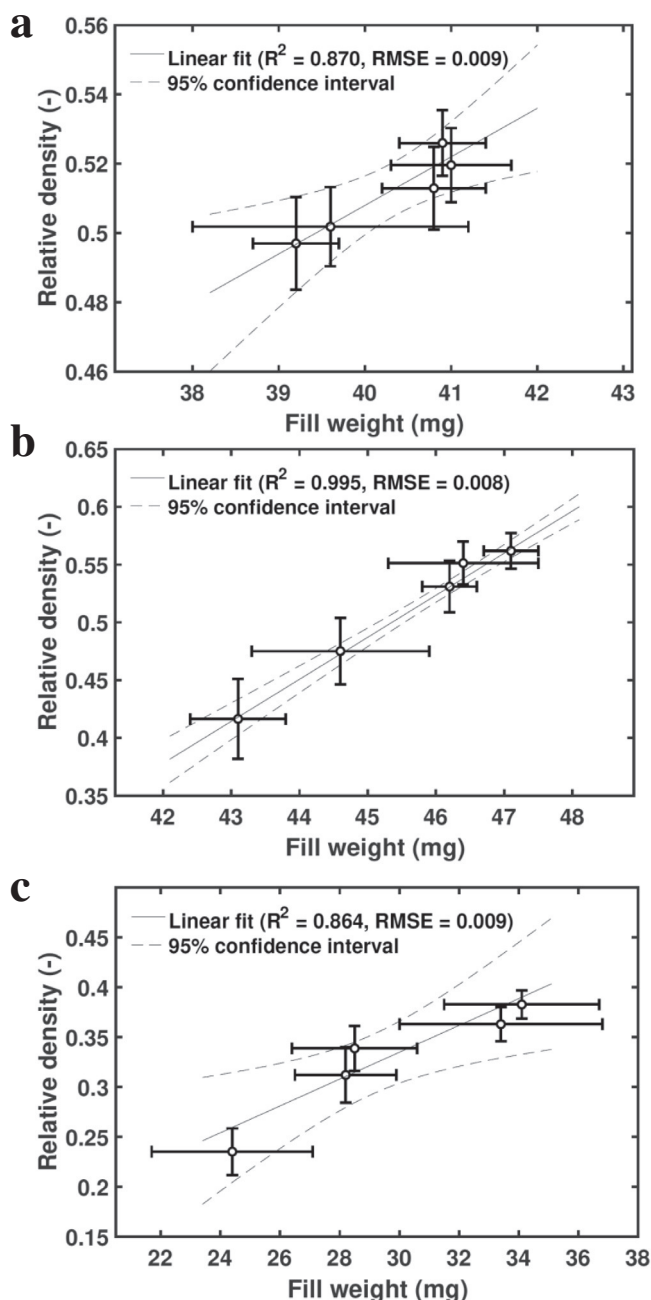 a
0.56
Linear fit (R² = 0.870, RMSE = 0.009)
95% confidence interval
0.54
0.52
0.5
0.48
0.46
Relative density (-)
38 39 40 41 42 43
Fill weight (mg)
b
0.65
Linear fit (R² = 0.995, RMSE = 0.008)
95% confidence interval
0.6
0.55
0.5
0.45
0.4
0.35
Relative density (-)
42 43 44 45 46 47 48
Fill weight (mg)
c
Linear fit (R² = 0.864, RMSE = 0.009)
95% confidence interval
0.45
0.4
0.35
0.3
0.25
0.2
0.15
Relative density (-)
22 24 26 28 30 32 34 36 38
Fill weight (mg)